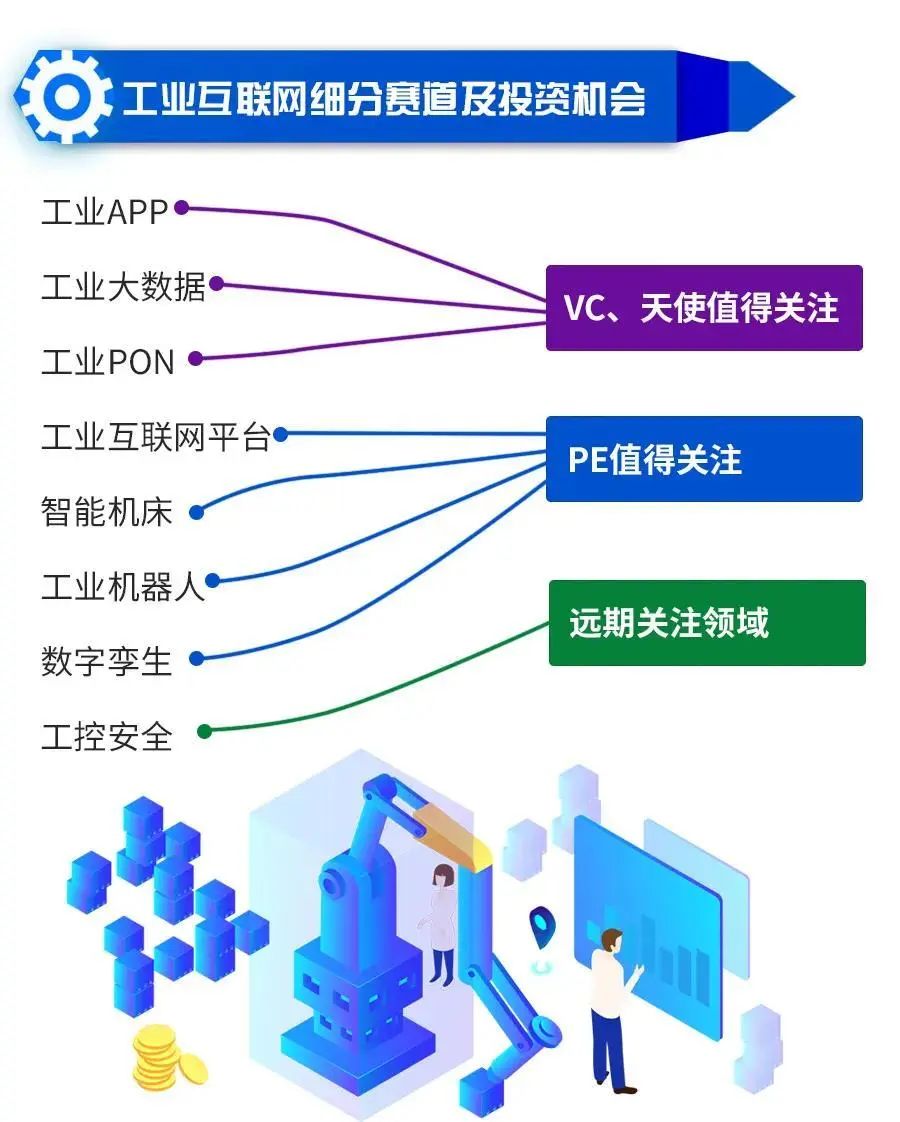 工业互联网细分赛道及投资机会
工业APP
工业大数据
工业PON
工业互联网平台
智能机床
工业机器人
数字孪生
工控安全
VC、天使值得关注
PE值得关注
远期关注领域